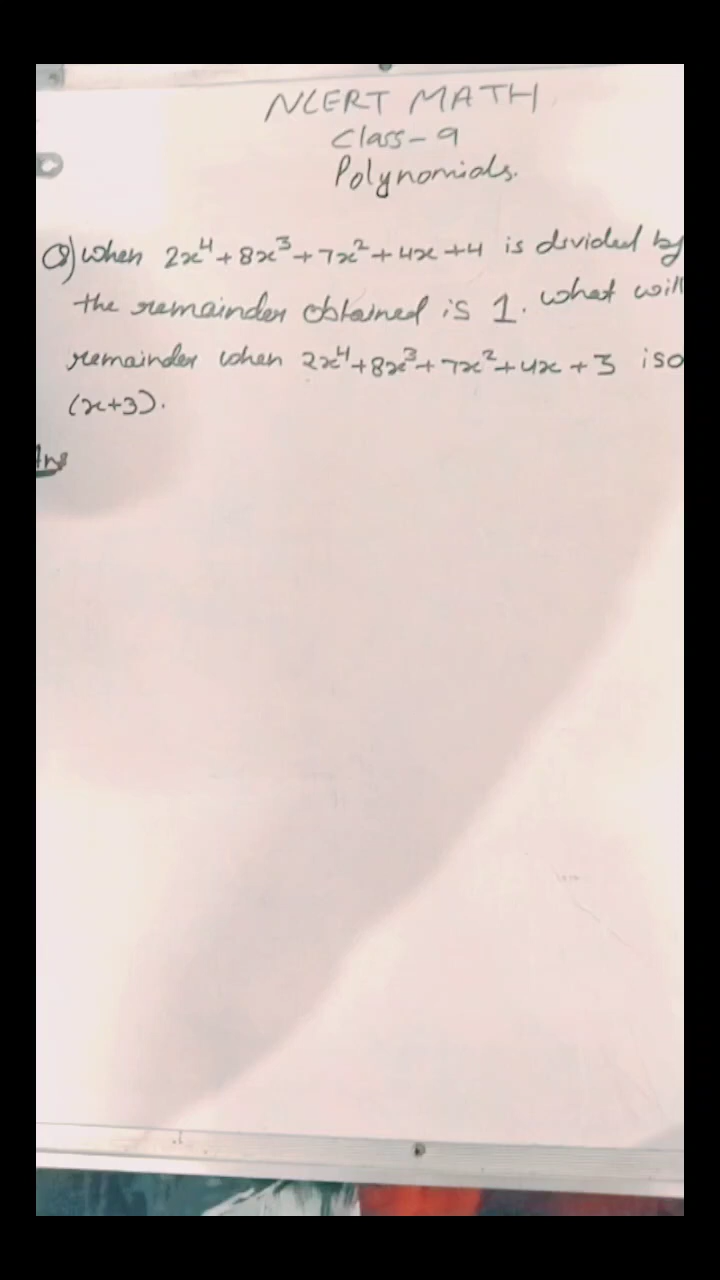 NCERT MATH
Class-9
Polynomials.
Q) When 2x⁴+8x³+7x²+4x+4 is divided by
the remainder obtained is 1. What will
remainder when 2x⁴+8x³+7x²+4x+3 is
(x+3).
Ans